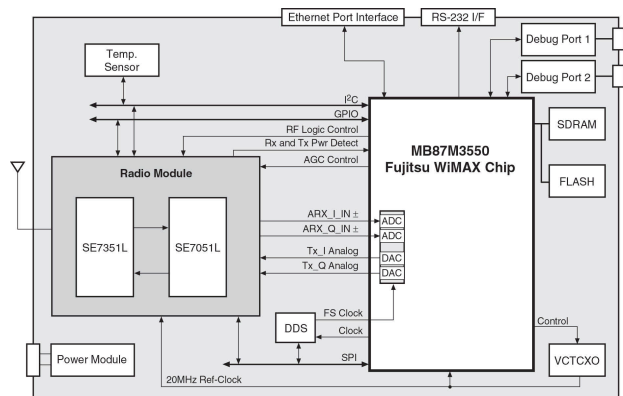 Ethernet Port Interface
RS-232 I/F
Debug Port 1
Debug Port 2
Temp.
Sensor
I²C
GPIO
RF Logic Control
Rx and Tx Pwr Detect
AGC Control
MB87M3550
Fujitsu WiMAX Chip
SDRAM
FLASH
Radio Module
SE7351L
SE7051L
ARX_I_IN ±
ARX_Q_IN ±
Tx_I Analog
Tx_Q Analog
ADC
ADC
DAC
DAC
FS Clock
DDS
Clock
SPI
Control
VCTCXO
Power Module
20MHz Ref-Clock